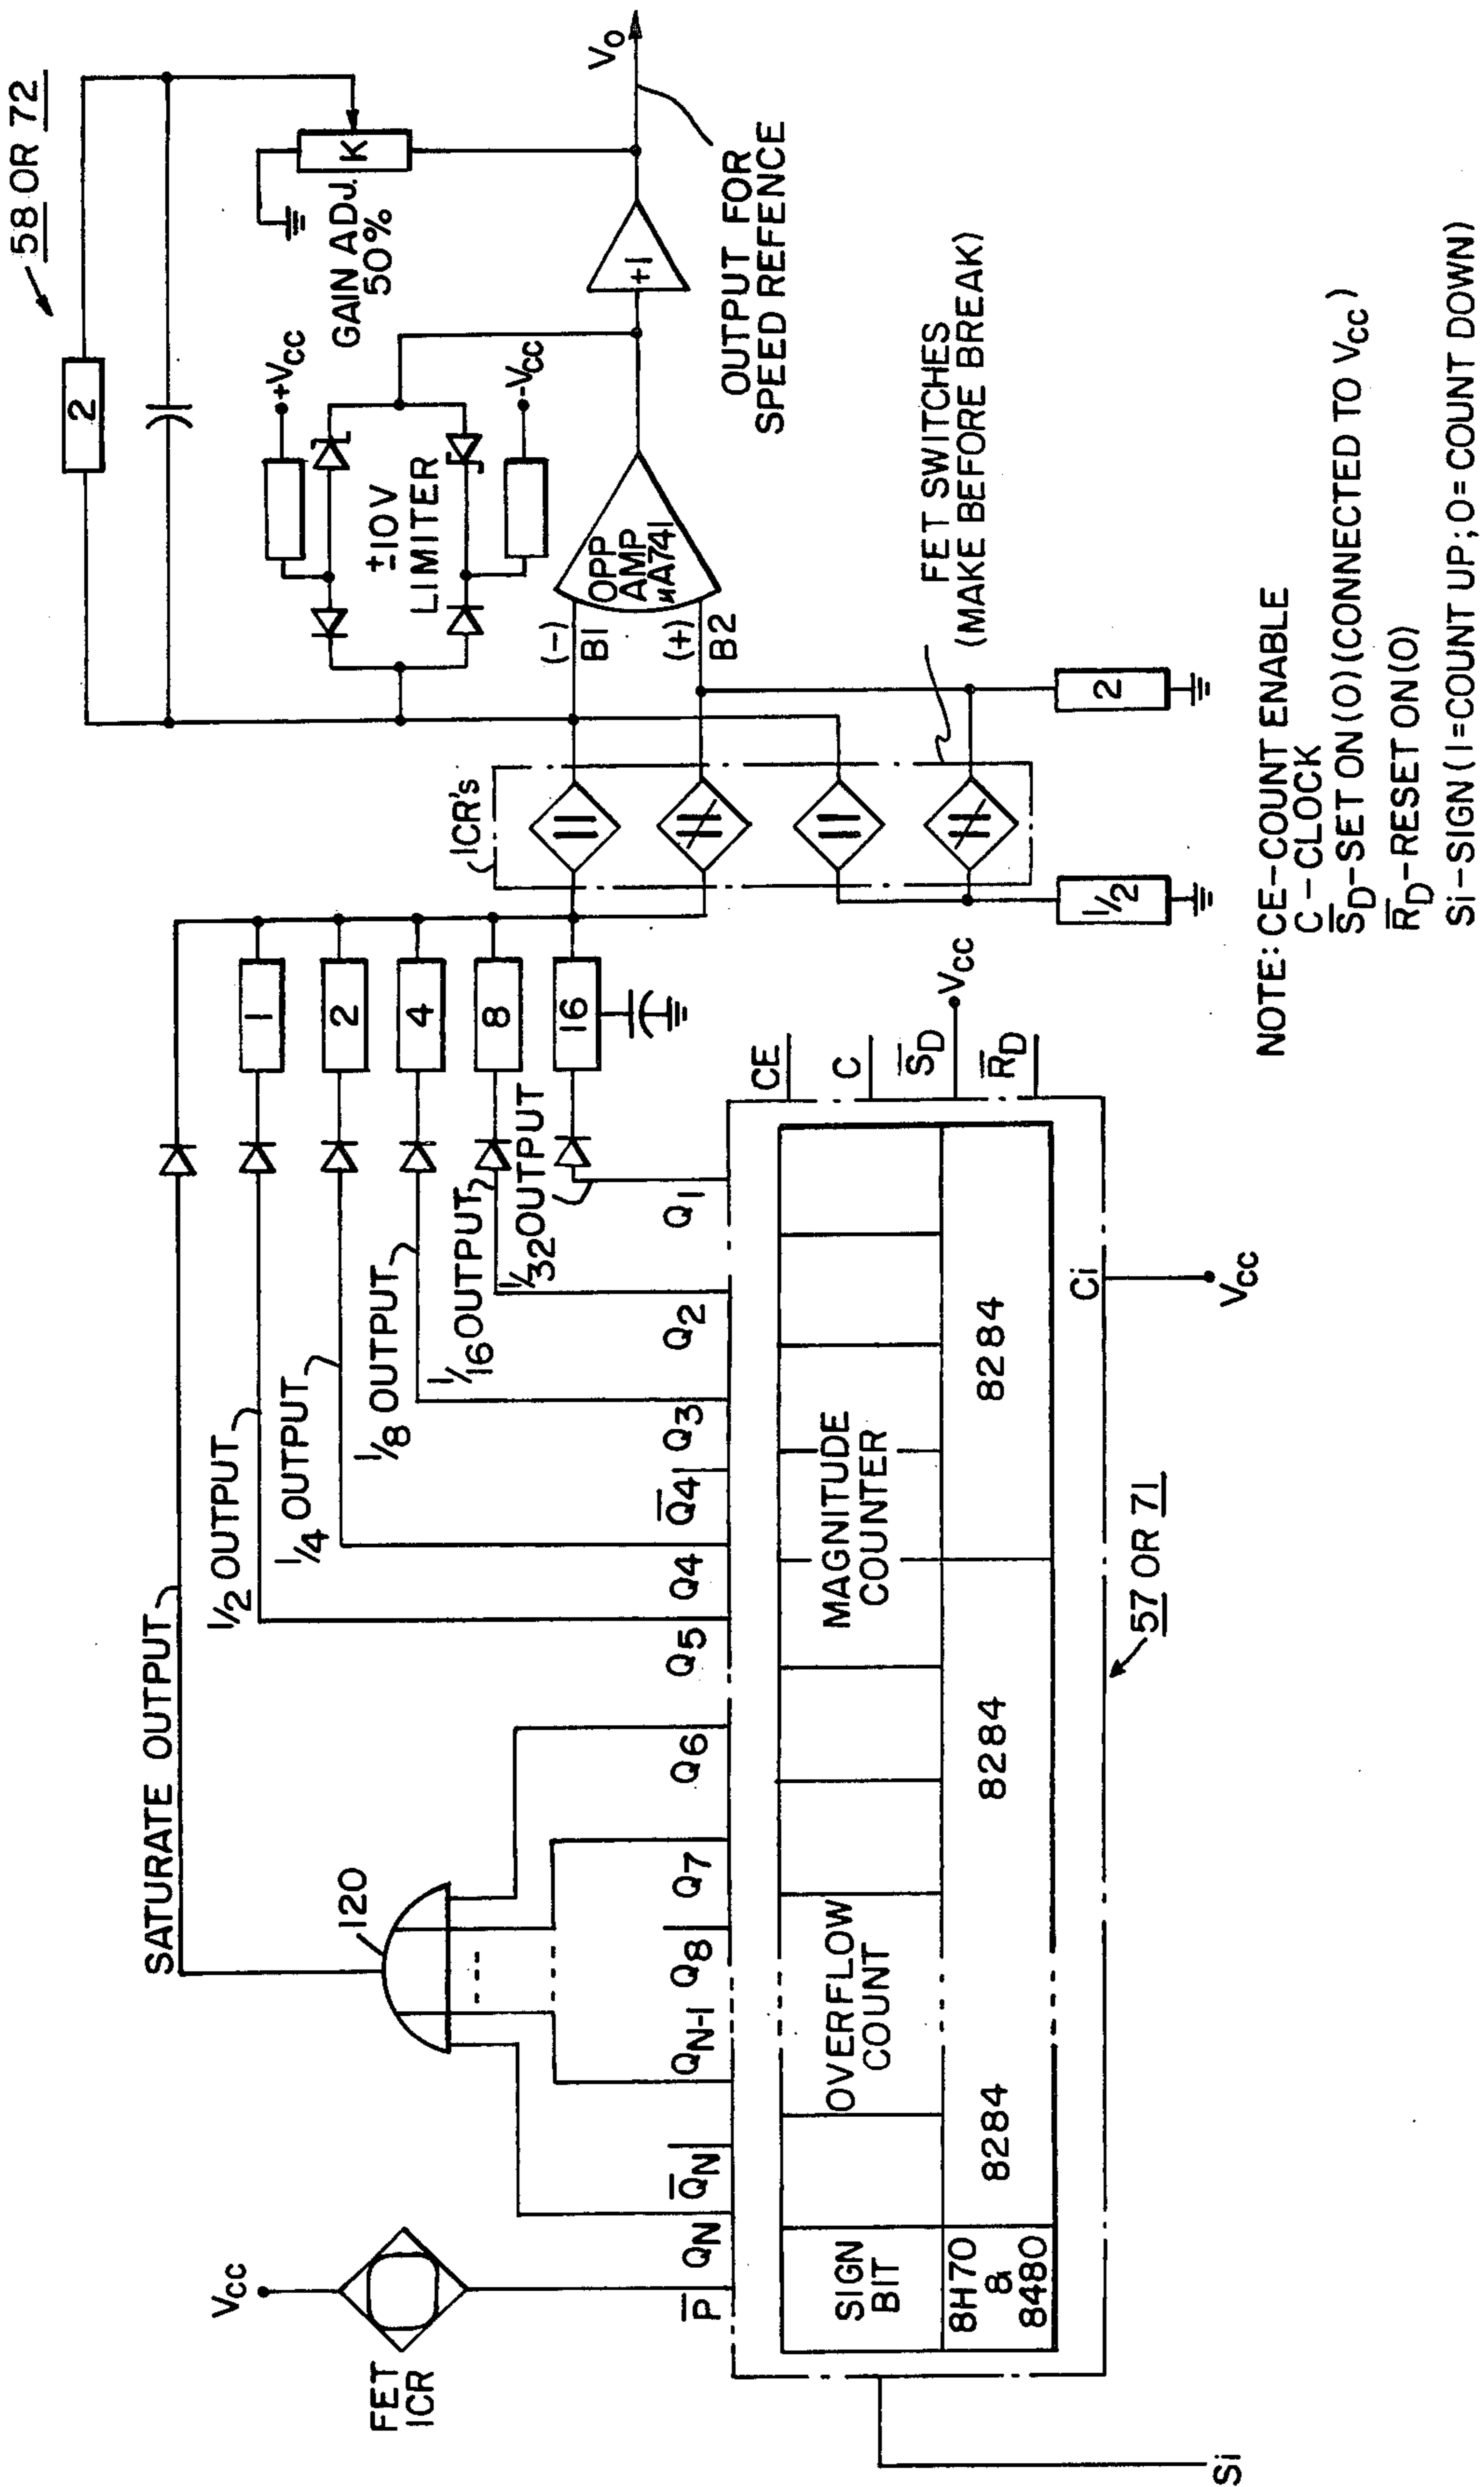 58 OR 72
2
K
GAIN ADJ.
50%
+VCC
±10V
LIMITER
-VCC
VO
+1
OUTPUT FOR
SPEED REFERENCE
OPP
AMP
μA741
(-)
B1
(+)
B2
FET SWITCHES
(MAKE BEFORE BREAK)
ICR's
2
1/2
1
2
4
8
16
SATURATE OUTPUT
1/2 OUTPUT
1/4 OUTPUT
1/8 OUTPUT
1/16 OUTPUT
1/32 OUTPUT
120
VCC
FET
ICR
P̅
QN
Q̅N
QN-1
Q8
Q7
Q6
Q5
Q4
Q̅4
Q3
Q2
Q1
CE
C
S̅D
VCC
R̅D
SIGN
BIT
OVERFLOW
COUNT
MAGNITUDE
COUNTER
8H70
&
8480
8284
8284
8284
Ci
VCC
Si
57 OR 71
NOTE: CE-COUNT ENABLE
C - CLOCK
S̅D-SET ON (0) (CONNECTED TO VCC)
R̅D-RESET ON (0)
Si-SIGN (1=COUNT UP; 0= COUNT DOWN)